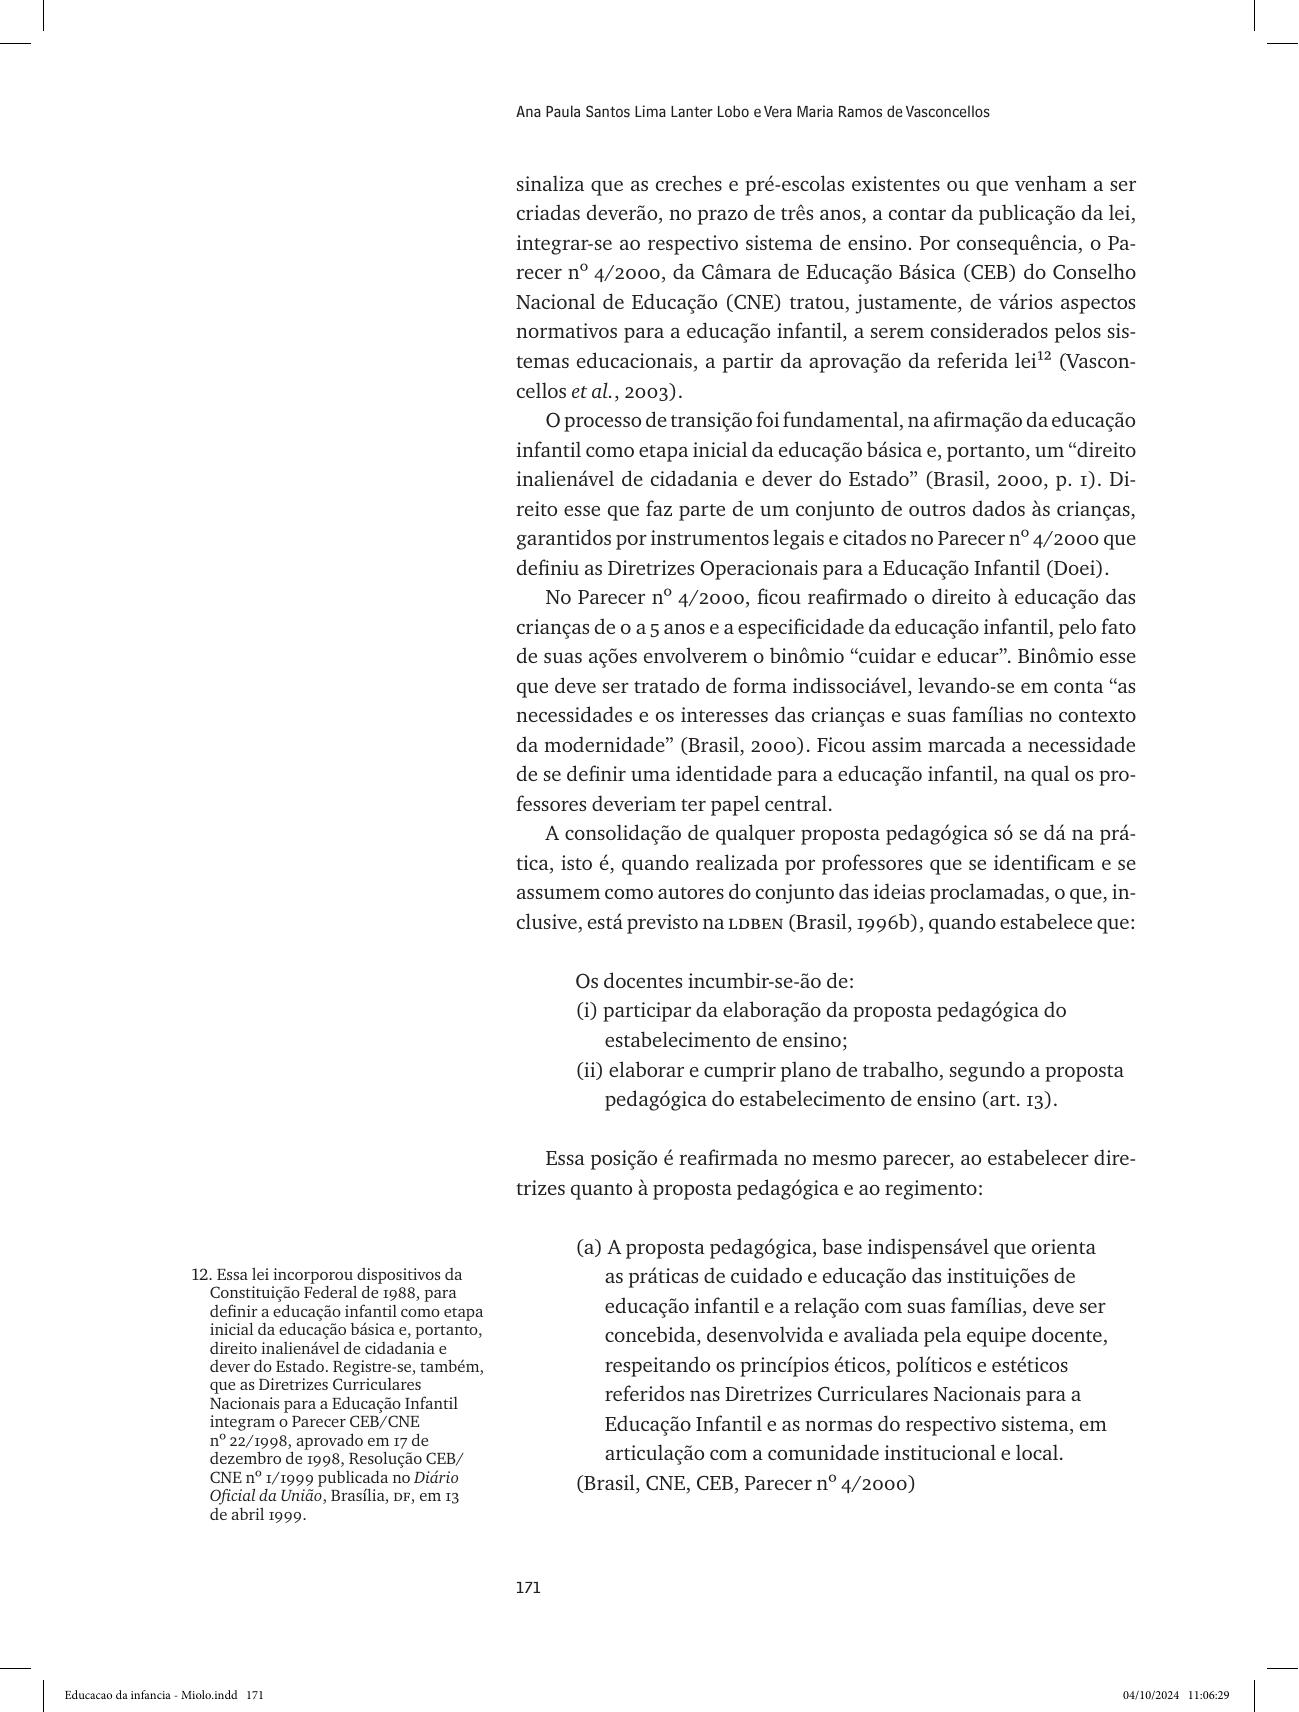 Ana Paula Santos Lima Lanter Lobo e Vera Maria Ramos de Vasconcellos
sinaliza que as creches e pré-escolas existentes ou que venham a ser
criadas deverão, no prazo de três anos, a contar da publicação da lei,
integrar-se ao respectivo sistema de ensino. Por consequência, o Pa-
recer nº 4/2000, da Câmara de Educação Básica (CEB) do Conselho
Nacional de Educação (CNE) tratou, justamente, de vários aspectos
normativos para a educação infantil, a serem considerados pelos sis-
temas educacionais, a partir da aprovação da referida lei¹² (Vascon-
cellos et al., 2003).
O processo de transição foi fundamental, na afirmação da educação
infantil como etapa inicial da educação básica e, portanto, um “direito
inalienável de cidadania e dever do Estado” (Brasil, 2000, p. 1). Di-
reito esse que faz parte de um conjunto de outros dados às crianças,
garantidos por instrumentos legais e citados no Parecer nº 4/2000 que
definiu as Diretrizes Operacionais para a Educação Infantil (Doei).
No Parecer nº 4/2000, ficou reafirmado o direito à educação das
crianças de 0 a 5 anos e a especificidade da educação infantil, pelo fato
de suas ações envolverem o binômio “cuidar e educar”. Binômio esse
que deve ser tratado de forma indissociável, levando-se em conta “as
necessidades e os interesses das crianças e suas famílias no contexto
da modernidade” (Brasil, 2000). Ficou assim marcada a necessidade
de se definir uma identidade para a educação infantil, na qual os pro-
fessores deveriam ter papel central.
A consolidação de qualquer proposta pedagógica só se dá na prá-
tica, isto é, quando realizada por professores que se identificam e se
assumem como autores do conjunto das ideias proclamadas, o que, in-
clusive, está previsto na LDBEN (Brasil, 1996b), quando estabelece que:
Os docentes incumbir-se-ão de:
(i) participar da elaboração da proposta pedagógica do
estabelecimento de ensino;
(ii) elaborar e cumprir plano de trabalho, segundo a proposta
pedagógica do estabelecimento de ensino (art. 13).
Essa posição é reafirmada no mesmo parecer, ao estabelecer dire-
trizes quanto à proposta pedagógica e ao regimento:
(a) A proposta pedagógica, base indispensável que orienta
as práticas de cuidado e educação das instituições de
educação infantil e a relação com suas famílias, deve ser
concebida, desenvolvida e avaliada pela equipe docente,
respeitando os princípios éticos, políticos e estéticos
referidos nas Diretrizes Curriculares Nacionais para a
Educação Infantil e as normas do respectivo sistema, em
articulação com a comunidade institucional e local.
(Brasil, CNE, CEB, Parecer nº 4/2000)
12. Essa lei incorporou dispositivos da
Constituição Federal de 1988, para
definir a educação infantil como etapa
inicial da educação básica e, portanto,
direito inalienável de cidadania e
dever do Estado. Registre-se, também,
que as Diretrizes Curriculares
Nacionais para a Educação Infantil
integram o Parecer CEB/CNE
nº 22/1998, aprovado em 17 de
dezembro de 1998, Resolução CEB/
CNE nº 1/1999 publicada no Diário
Oficial da União, Brasília, DF, em 13
de abril 1999.
171
Educacao da infancia - Miolo.indd 171
04/10/2024 11:06:29